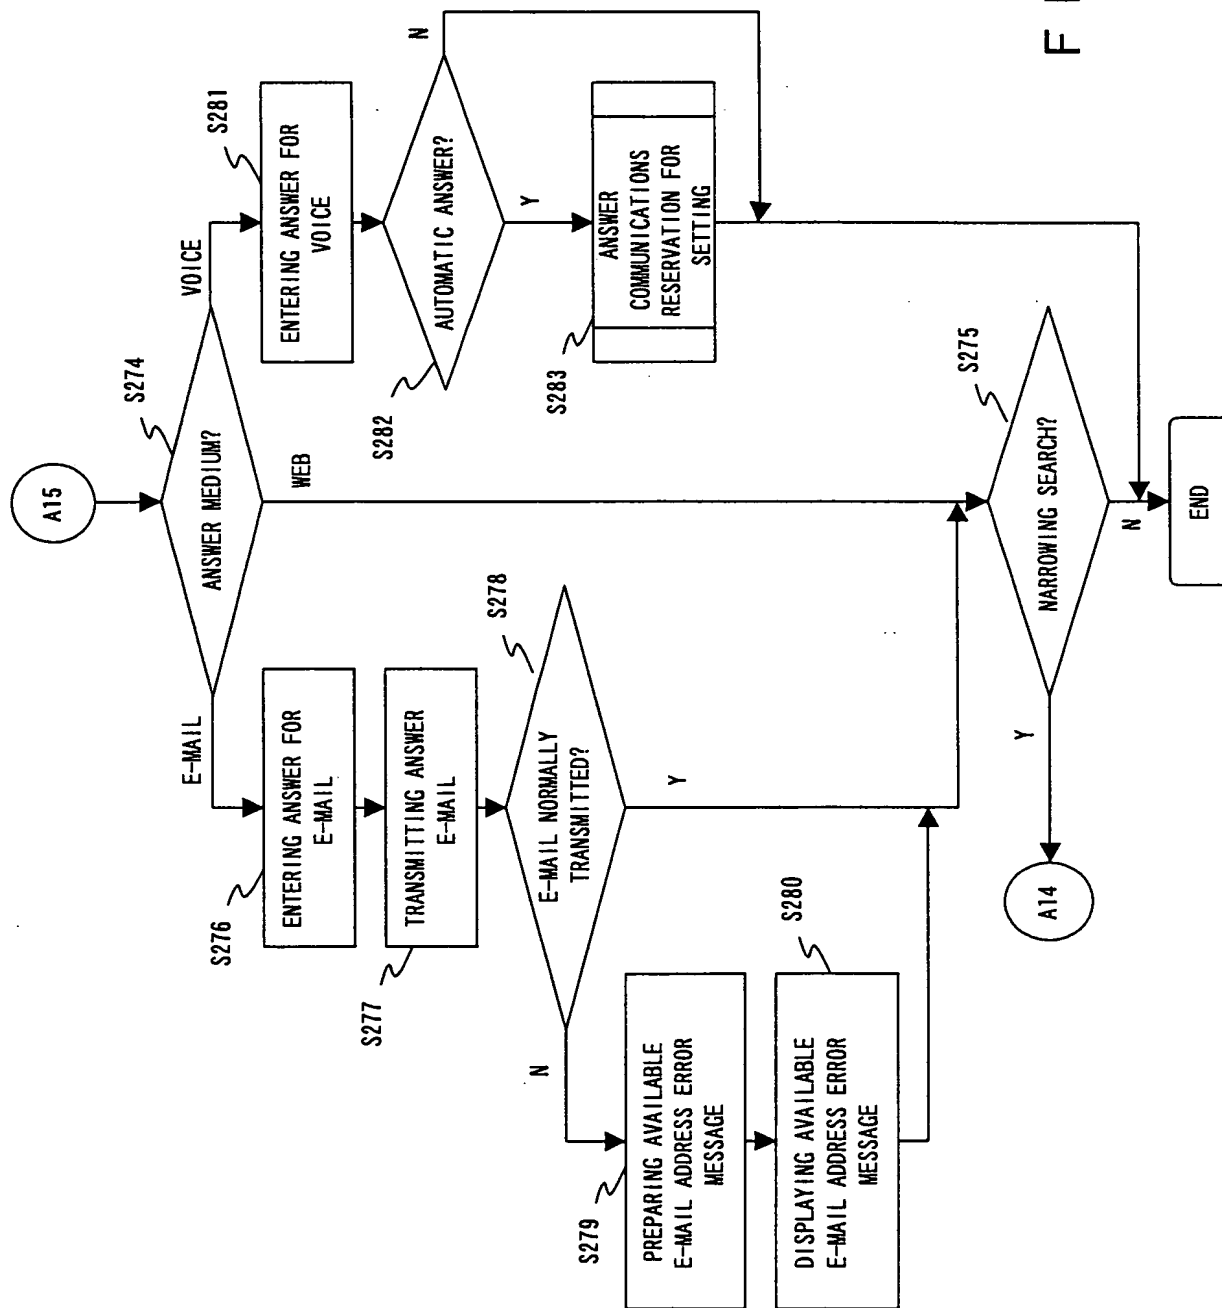 A15
ANSWER MEDIUM?
S274
E-MAIL
WEB
VOICE
S276
ENTERING ANSWER FOR
E-MAIL
S277
TRANSMITTING ANSWER
E-MAIL
S278
E-MAIL NORMALLY
TRANSMITTED?
N
Y
S279
PREPARING AVAILABLE
E-MAIL ADDRESS ERROR
MESSAGE
S280
DISPLAYING AVAILABLE
E-MAIL ADDRESS ERROR
MESSAGE
S281
ENTERING ANSWER FOR
VOICE
S282
AUTOMATIC ANSWER?
N
Y
S283
ANSWER
COMMUNICATIONS
RESERVATION FOR
SETTING
S275
NARROWING SEARCH?
Y
N
A14
END
F